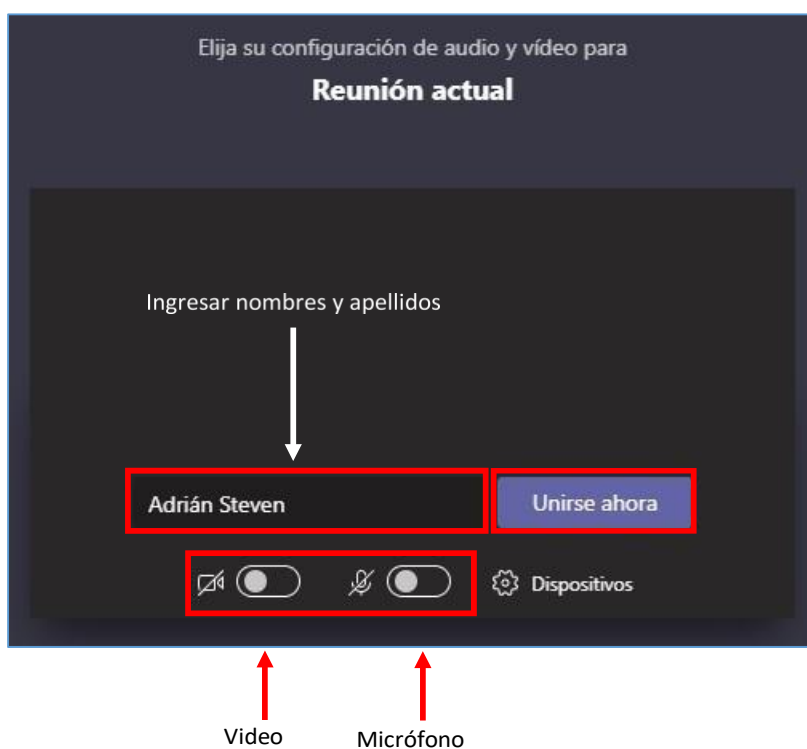 Elija su configuración de audio y vídeo para
Reunión actual
Ingresar nombres y apellidos
Adrián Steven
Unirse ahora
Dispositivos
Video
Micrófono